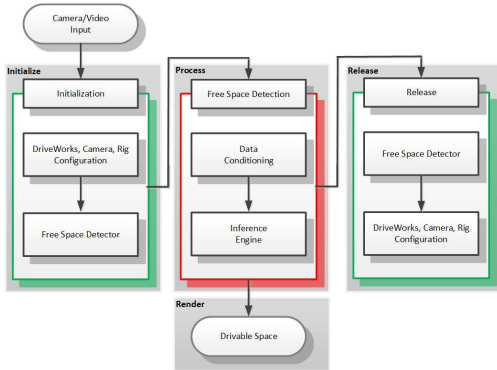 Camera/Video
Input
Initialize
Initialization
DriveWorks, Camera, Rig
Configuration
Free Space Detector
Process
Free Space Detection
Data
Conditioning
Inference
Engine
Release
Release
Free Space Detector
DriveWorks, Camera, Rig
Configuration
Render
Drivable Space